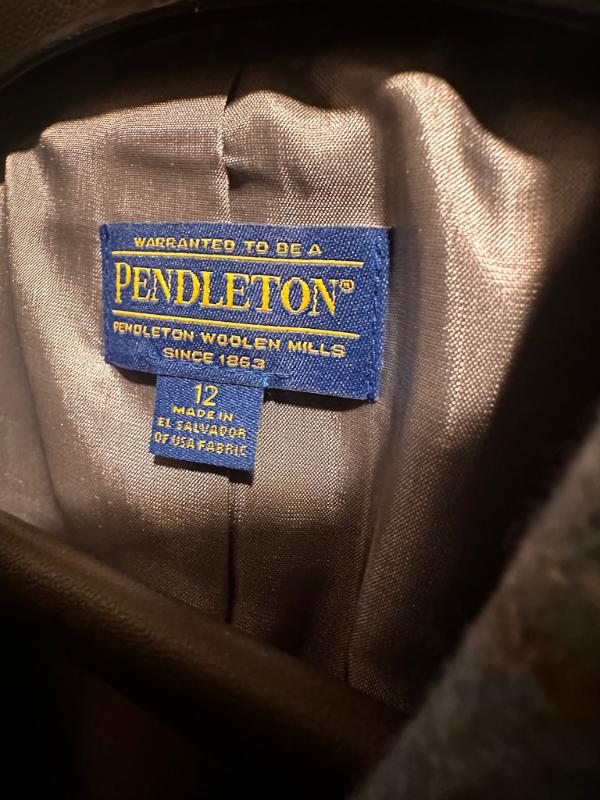 WARRANTED TO BE A
PENDLETON®
PENDLETON WOOLEN MILLS
SINCE 1863
12
MADE IN
EL SALVADOR
OF USA FABRIC